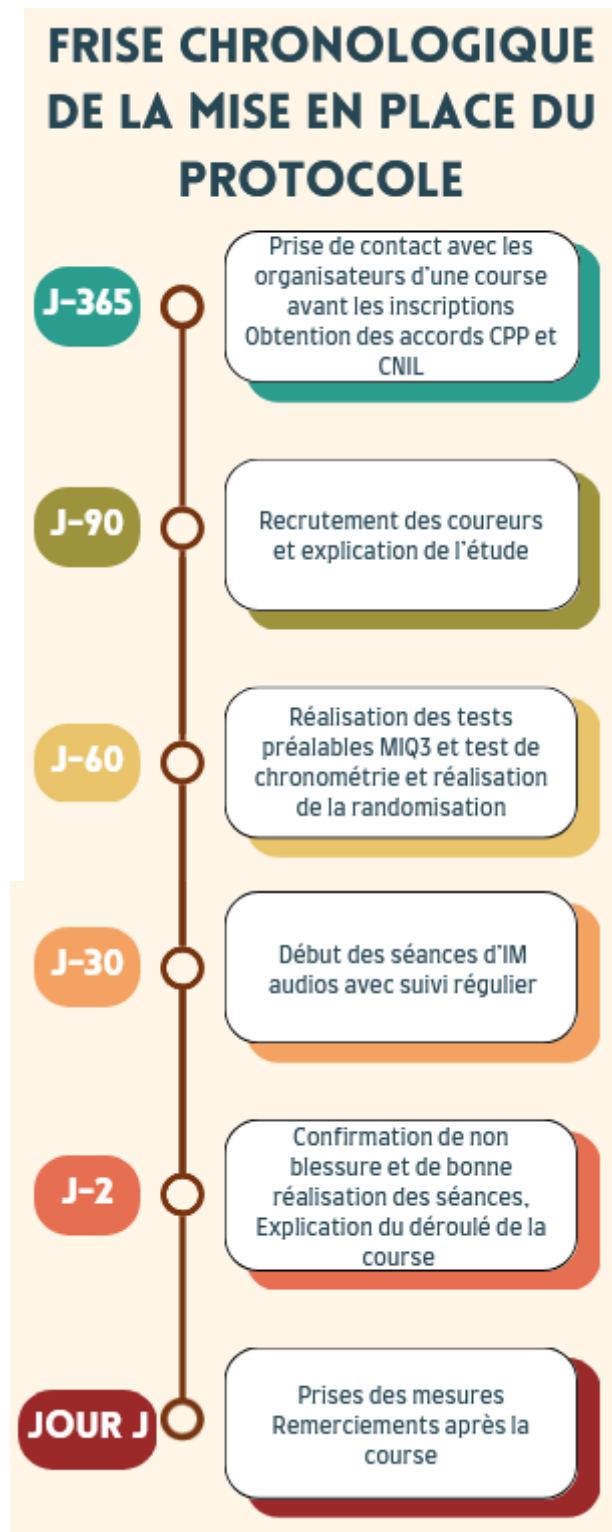 FRISE CHRONOLOGIQUE
DE LA MISE EN PLACE DU
PROTOCOLE
J-365
Prise de contact avec les
organisateurs d'une course
avant les inscriptions
Obtention des accords CPP et
CNIL
J-90
Recrutement des coureurs
et explication de l'étude
J-60
Réalisation des tests
préalables MIQ3 et test de
chronométrie et réalisation
de la randomisation
J-30
Début des séances d'IM
audios avec suivi régulier
J-2
Confirmation de non
blessure et de bonne
réalisation des séances,
Explication du déroulé de la
course
JOUR J
Prises des mesures
Remerciements après la
course